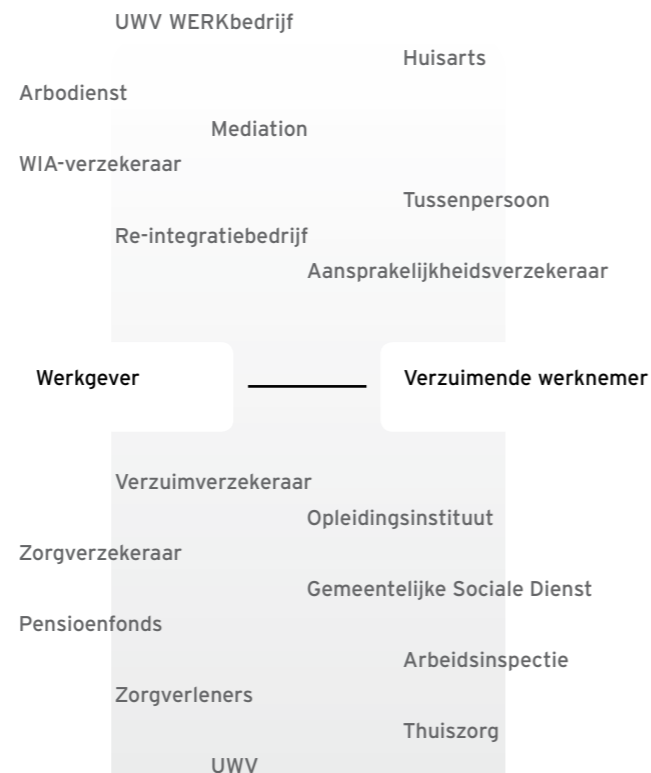 UWV WERKbedrijf
Huisarts
Arbodienst
Mediation
WIA-verzekeraar
Tussenpersoon
Re-integratiebedrijf
Aansprakelijkheidsverzekeraar
Werkgever
Verzuimende werknemer
Verzuimverzekeraar
Opleidingsinstituut
Zorgverzekeraar
Gemeentelijke Sociale Dienst
Pensioenfonds
Arbeidsinspectie
Zorgverleners
Thuiszorg
UWV